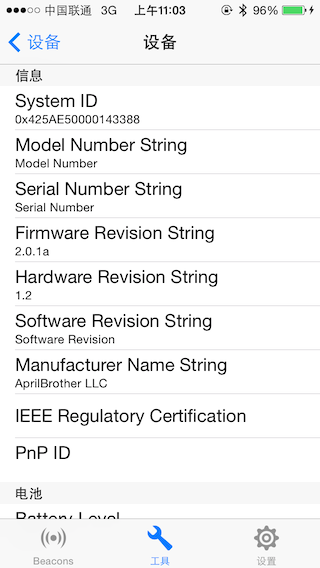 中国联通 3G 上午11:03 96%
设备 设备
信息
System ID
0x425AE50000143388
Model Number String
Model Number
Serial Number String
Serial Number
Firmware Revision String
2.0.1a
Hardware Revision String
1.2
Software Revision String
Software Revision
Manufacturer Name String
AprilBrother LLC
IEEE Regulatory Certification
PnP ID
电池
Battery Level
Beacons 工具 设置